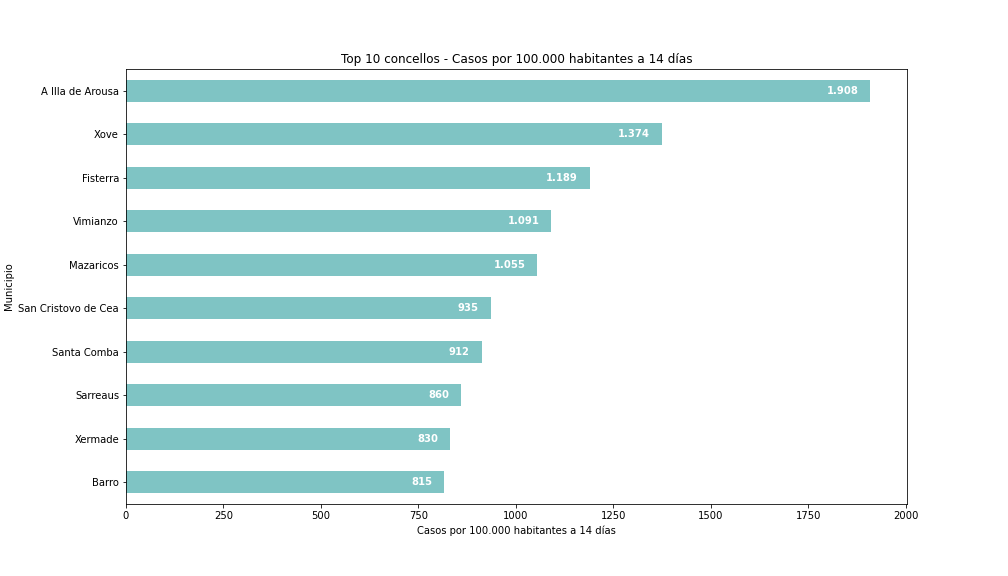 Top 10 concellos - Casos por 100.000 habitantes a 14 días
Municipio
A Illa de Arousa 1.908
Xove 1.374
Fisterra 1.189
Vimianzo 1.091
Mazaricos 1.055
San Cristovo de Cea 935
Santa Comba 912
Sarreaus 860
Xermade 830
Barro 815
0 250 500 750 1000 1250 1500 1750 2000
Casos por 100.000 habitantes a 14 días